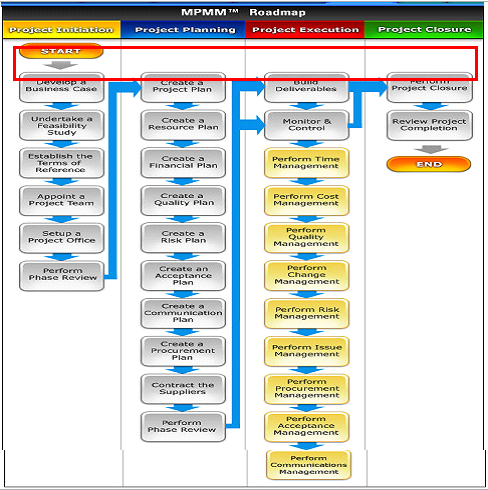 MPMM™ Roadmap
Project Initiation
Project Planning
Project Execution
Project Closure
START
Develop a
Business Case
Undertake a
Feasibility
Study
Establish the
Terms of
Reference
Appoint a
Project Team
Setup a
Project Office
Perform
Phase Review
Create a
Project Plan
Create a
Resource Plan
Create a
Financial Plan
Create a
Quality Plan
Create a
Risk Plan
Create an
Acceptance
Plan
Create a
Communication
Plan
Create a
Procurement
Plan
Contract the
Suppliers
Perform
Phase Review
Build
Deliverables
Monitor &
Control
Perform Time
Management
Perform Cost
Management
Perform
Quality
Management
Perform
Change
Management
Perform Risk
Management
Perform Issue
Management
Perform
Procurement
Management
Perform
Acceptance
Management
Perform
Communications
Management
Perform
Project Closure
Review Project
Completion
END